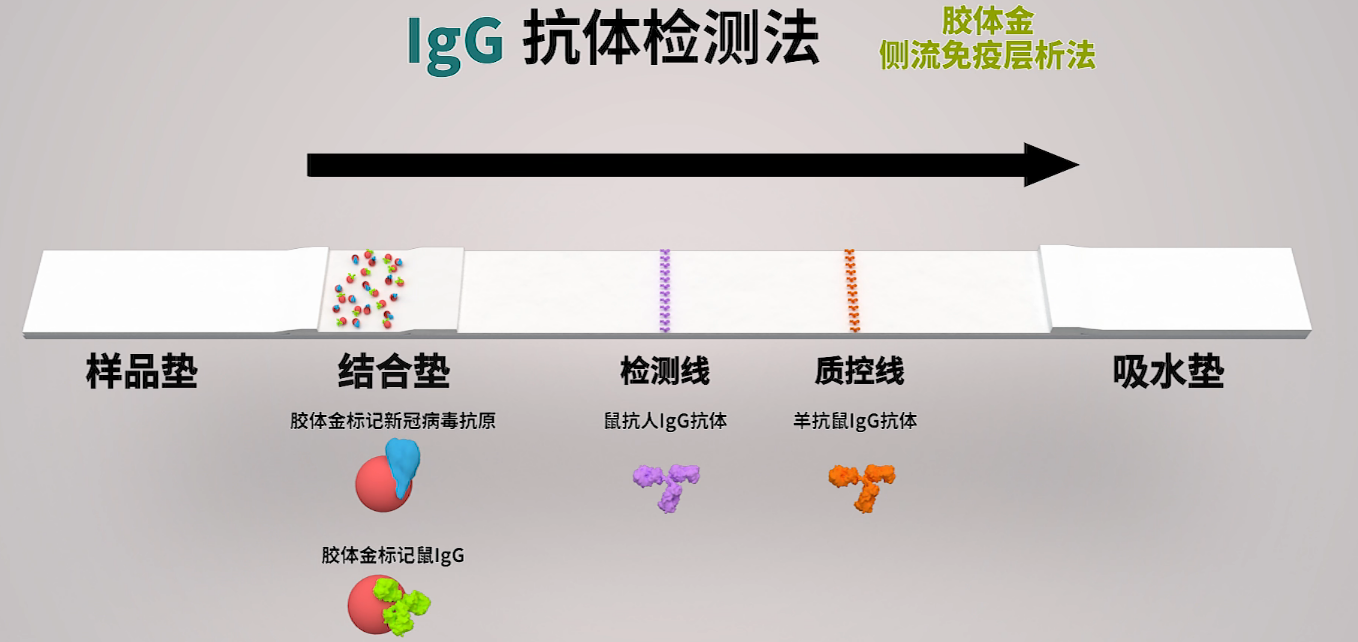 IgG 抗体检测法
胶体金
侧流免疫层析法
样品垫
结合垫
检测线
质控线
吸水垫
胶体金标记新冠病毒抗原
鼠抗人IgG抗体
羊抗鼠IgG抗体
胶体金标记鼠IgG